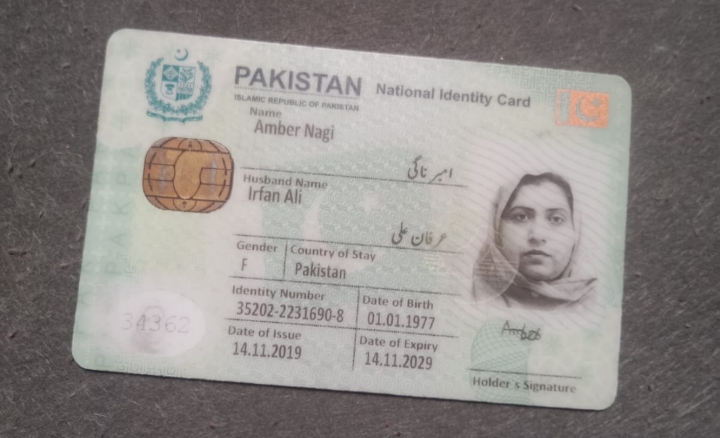 PAKISTAN National Identity Card
ISLAMIC REPUBLIC OF PAKISTAN
Name
Amber Nagi
امبر ناگی
Husband Name
Irfan Ali
عرفان علی
Gender Country of Stay
F Pakistan
Identity Number Date of Birth
35202-2231690-8 01.01.1977
Date of Issue Date of Expiry
14.11.2019 14.11.2029
34362
Holder's Signature